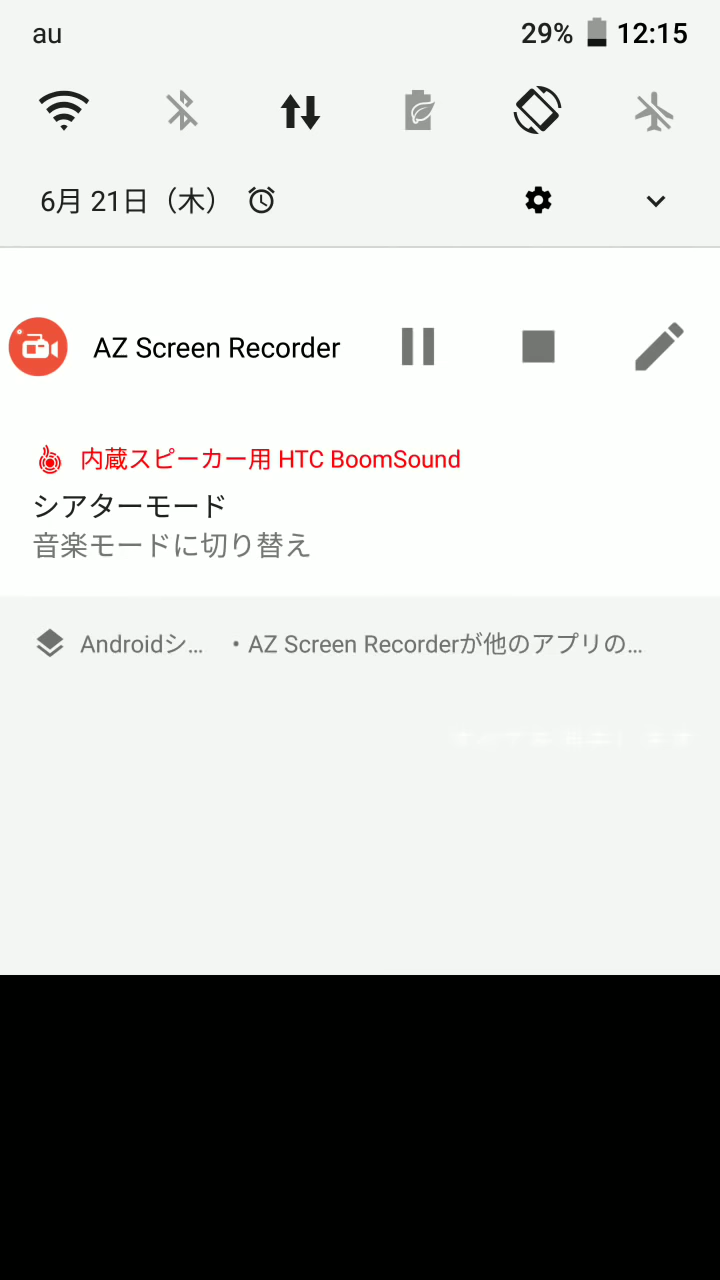 au
29% 12:15
6月 21日（木）
AZ Screen Recorder
内蔵スピーカー用 HTC BoomSound
シアターモード
音楽モードに切り替え
Androidシ… ・AZ Screen Recorderが他のアプリの…